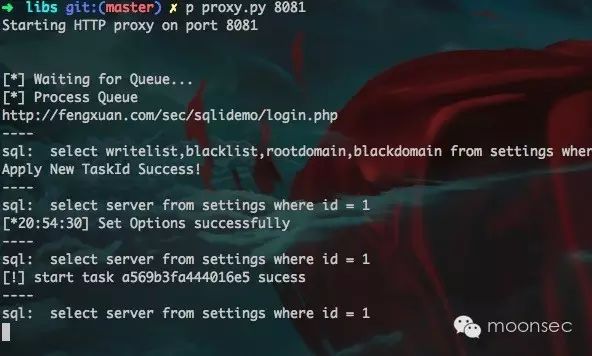 ➜ libs git:(master) ✗ p proxy.py 8081
Starting HTTP proxy on port 8081
[*] Waiting for Queue...
[*] Process Queue
http://fengxuan.com/sec/sqlidemo/login.php
----
sql:  select writelist,blacklist,rootdomain,blackdomain from settings wher
Apply New TaskId Success!
----
sql:  select server from settings where id = 1
[*20:54:30] Set Options successfully
----
sql:  select server from settings where id = 1
[!] start task a569b3fa444016e5 sucess
----
sql:  select server from settings where id = 1
moonsec